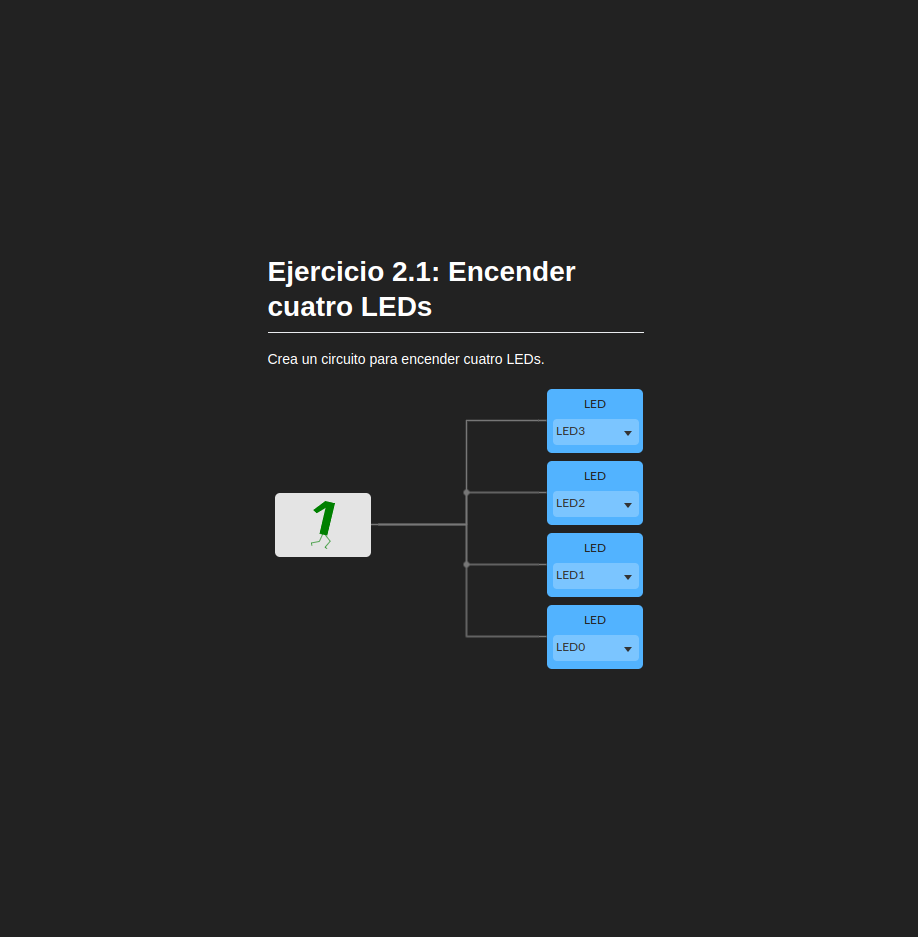 Ejercicio 2.1: Encender
cuatro LEDs
Crea un circuito para encender cuatro LEDs.
LED
LED3
LED
LED2
1
LED
LED1
LED
LED0